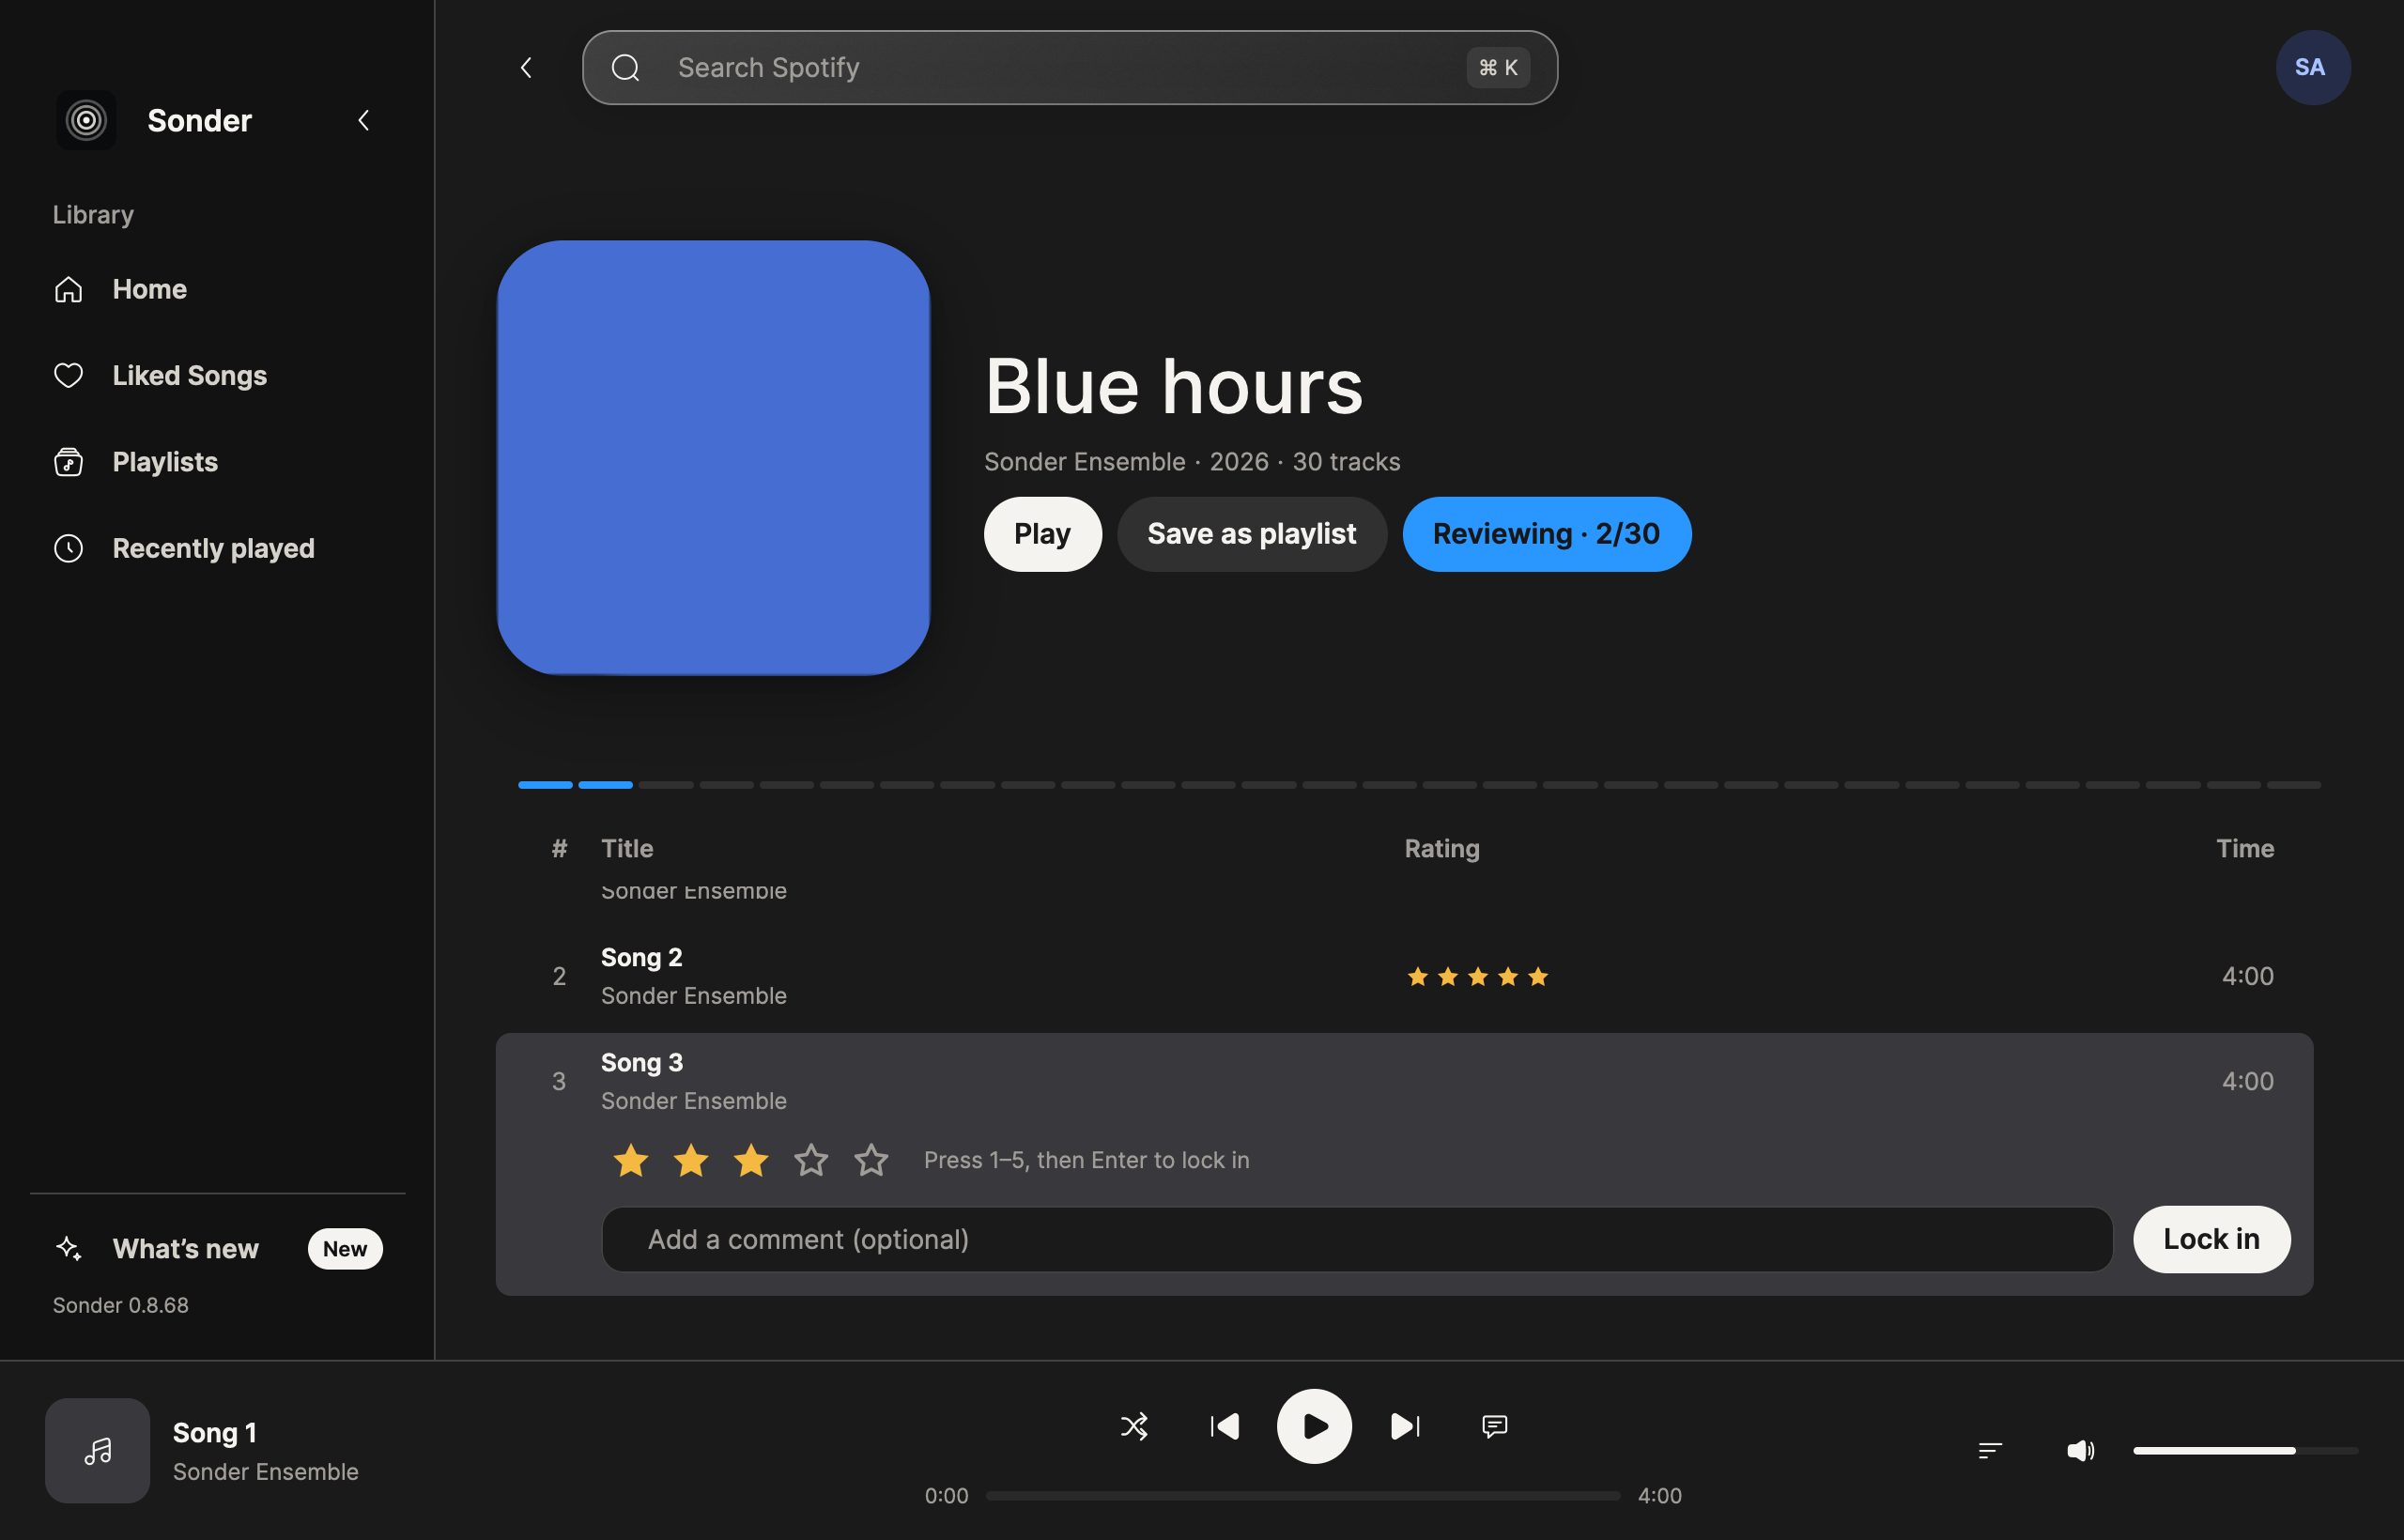 Search Spotify
⌘ K
SA
Sonder
Library
Home
Liked Songs
Playlists
Recently played
Blue hours
Sonder Ensemble · 2026 · 30 tracks
Play
Save as playlist
Reviewing · 2/30
# Title Rating Time
Sonder Ensemble
Song 2
2 4:00
Sonder Ensemble
Song 3
3 4:00
Sonder Ensemble
Press 1–5, then Enter to lock in
Add a comment (optional)
Lock in
What’s new
New
Sonder 0.8.68
Song 1
Sonder Ensemble
0:00
4:00